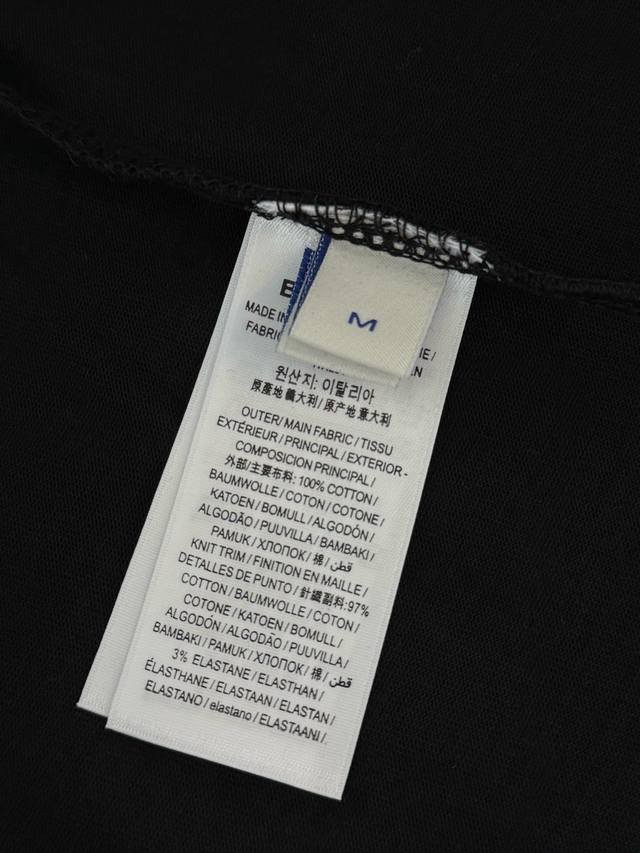 M
MADE IN
원산지: 이탈리아
原産地 義大利 / 原产地 意大利
OUTER / MAIN FABRIC / TISSU
EXTÉRIEUR / PRINCIPAL / EXTERIOR -
COMPOSICION PRINCIPAL /
外部/主要布料: 100% COTTON /
BAUMWOLLE / COTON / COTONE /
KATOEN / BOMULL / ALGODÓN /
ALGODÃO / PUUVILLA / BAMBAKI /
PAMUK / ХЛОПОК / 棉 / قطن /
KNIT TRIM / FINITION EN MAILLE /
DETALLES DE PUNTO / 針織副料: 97%
COTTON / BAUMWOLLE / COTON /
COTONE / KATOEN / BOMULL /
ALGODÓN / ALGODÃO / PUUVILLA /
BAMBAKI / PAMUK / ХЛОПОК / 棉 / قطن /
3% ELASTANE / ELASTHAN /
ÉLASTHANE / ELASTAAN / ELASTAN /
ELASTANO / elastano / ELASTAANI /.